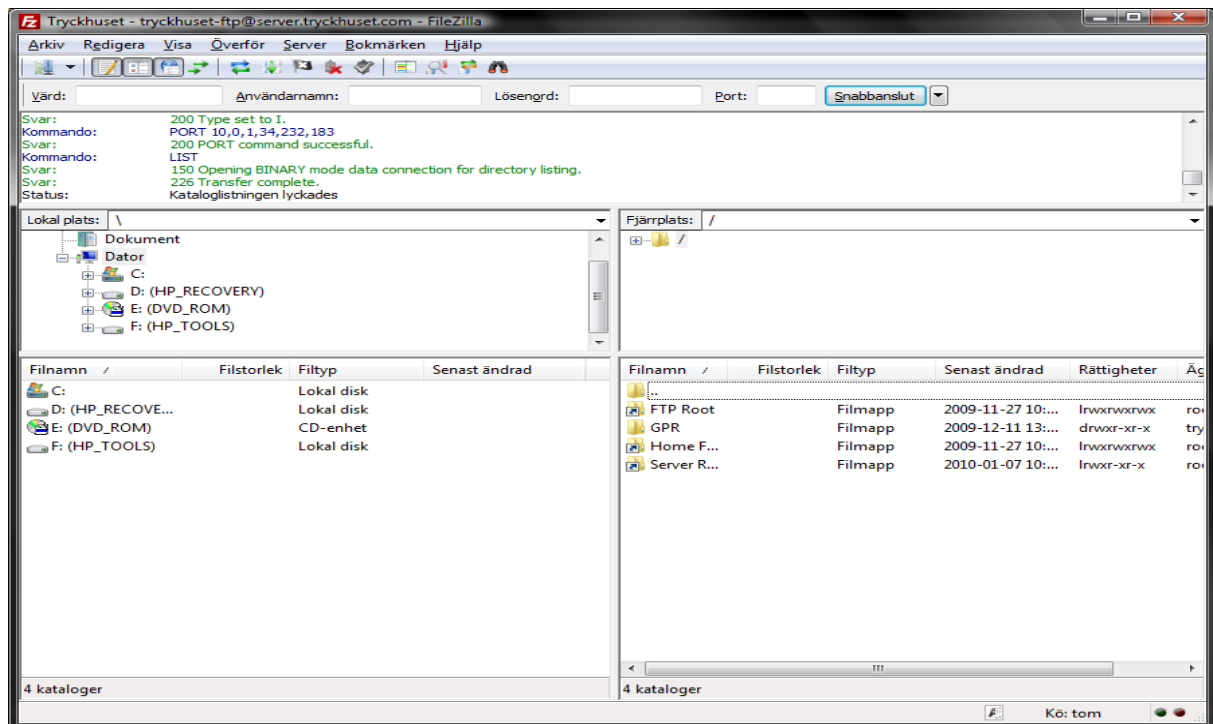 Tryckhuset - tryckhuset-ftp@server.tryckhuset.com - FileZilla
Arkiv Redigera Visa Överför Server Bokmärken Hjälp
Värd: Användarnamn: Lösenord: Port: Snabbanslut
Svar: 200 Type set to I.
Kommando: PORT 10,0,1,34,232,183
Svar: 200 PORT command successful.
Kommando: LIST
Svar: 150 Opening BINARY mode data connection for directory listing.
Svar: 226 Transfer complete.
Status: Kataloglistningen lyckades
Lokal plats: \
Dokument
Dator
C:
D: (HP_RECOVERY)
E: (DVD_ROM)
F: (HP_TOOLS)
Fjärrplats: /
/
Filnamn / Filstorlek Filtyp Senast ändrad
C: Lokal disk
D: (HP_RECOVE... Lokal disk
E: (DVD_ROM) CD-enhet
F: (HP_TOOLS) Lokal disk
4 kataloger
Filnamn / Filstorlek Filtyp Senast ändrad Rättigheter Äg
..
FTP Root Filmapp 2009-11-27 10:... lrwxrwxrwx roo
GPR Filmapp 2009-12-11 13:... drwxr-xr-x try
Home F... Filmapp 2009-11-27 10:... lrwxrwxrwx roo
Server R... Filmapp 2010-01-07 10:... lrwxr-xr-x roo
4 kataloger
Kö: tom